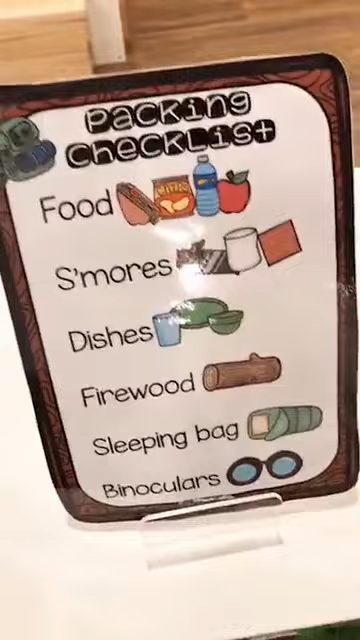 Packing
Checklist
Food
S'mores
Dishes
Firewood
Sleeping bag
Binoculars